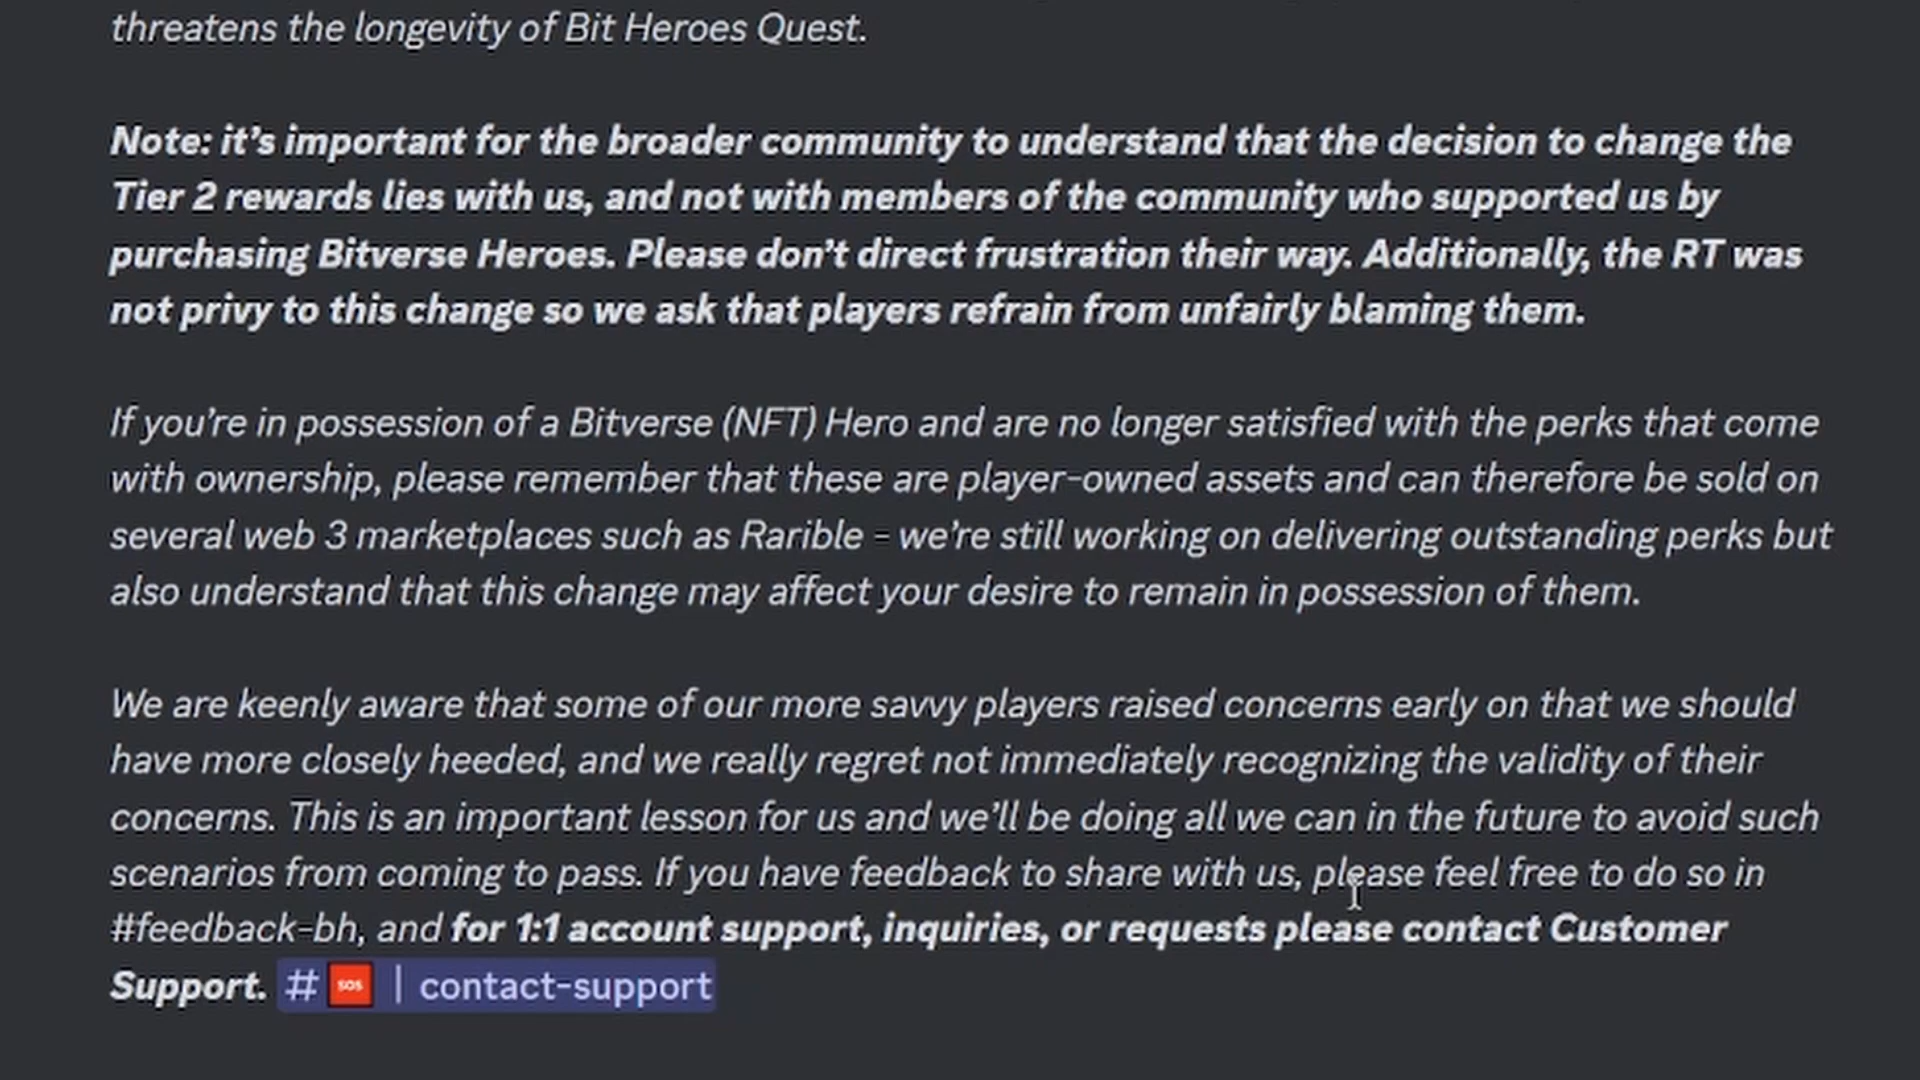 threatens the longevity of Bit Heroes Quest.
Note: it’s important for the broader community to understand that the decision to change the
Tier 2 rewards lies with us, and not with members of the community who supported us by
purchasing Bitverse Heroes. Please don’t direct frustration their way. Additionally, the RT was
not privy to this change so we ask that players refrain from unfairly blaming them.
If you’re in possession of a Bitverse (NFT) Hero and are no longer satisfied with the perks that come
with ownership, please remember that these are player-owned assets and can therefore be sold on
several web 3 marketplaces such as Rarible - we’re still working on delivering outstanding perks but
also understand that this change may affect your desire to remain in possession of them.
We are keenly aware that some of our more savvy players raised concerns early on that we should
have more closely heeded, and we really regret not immediately recognizing the validity of their
concerns. This is an important lesson for us and we’ll be doing all we can in the future to avoid such
scenarios from coming to pass. If you have feedback to share with us, please feel free to do so in
#feedback-bh, and for 1:1 account support, inquiries, or requests please contact Customer
Support. # SOS | contact-support